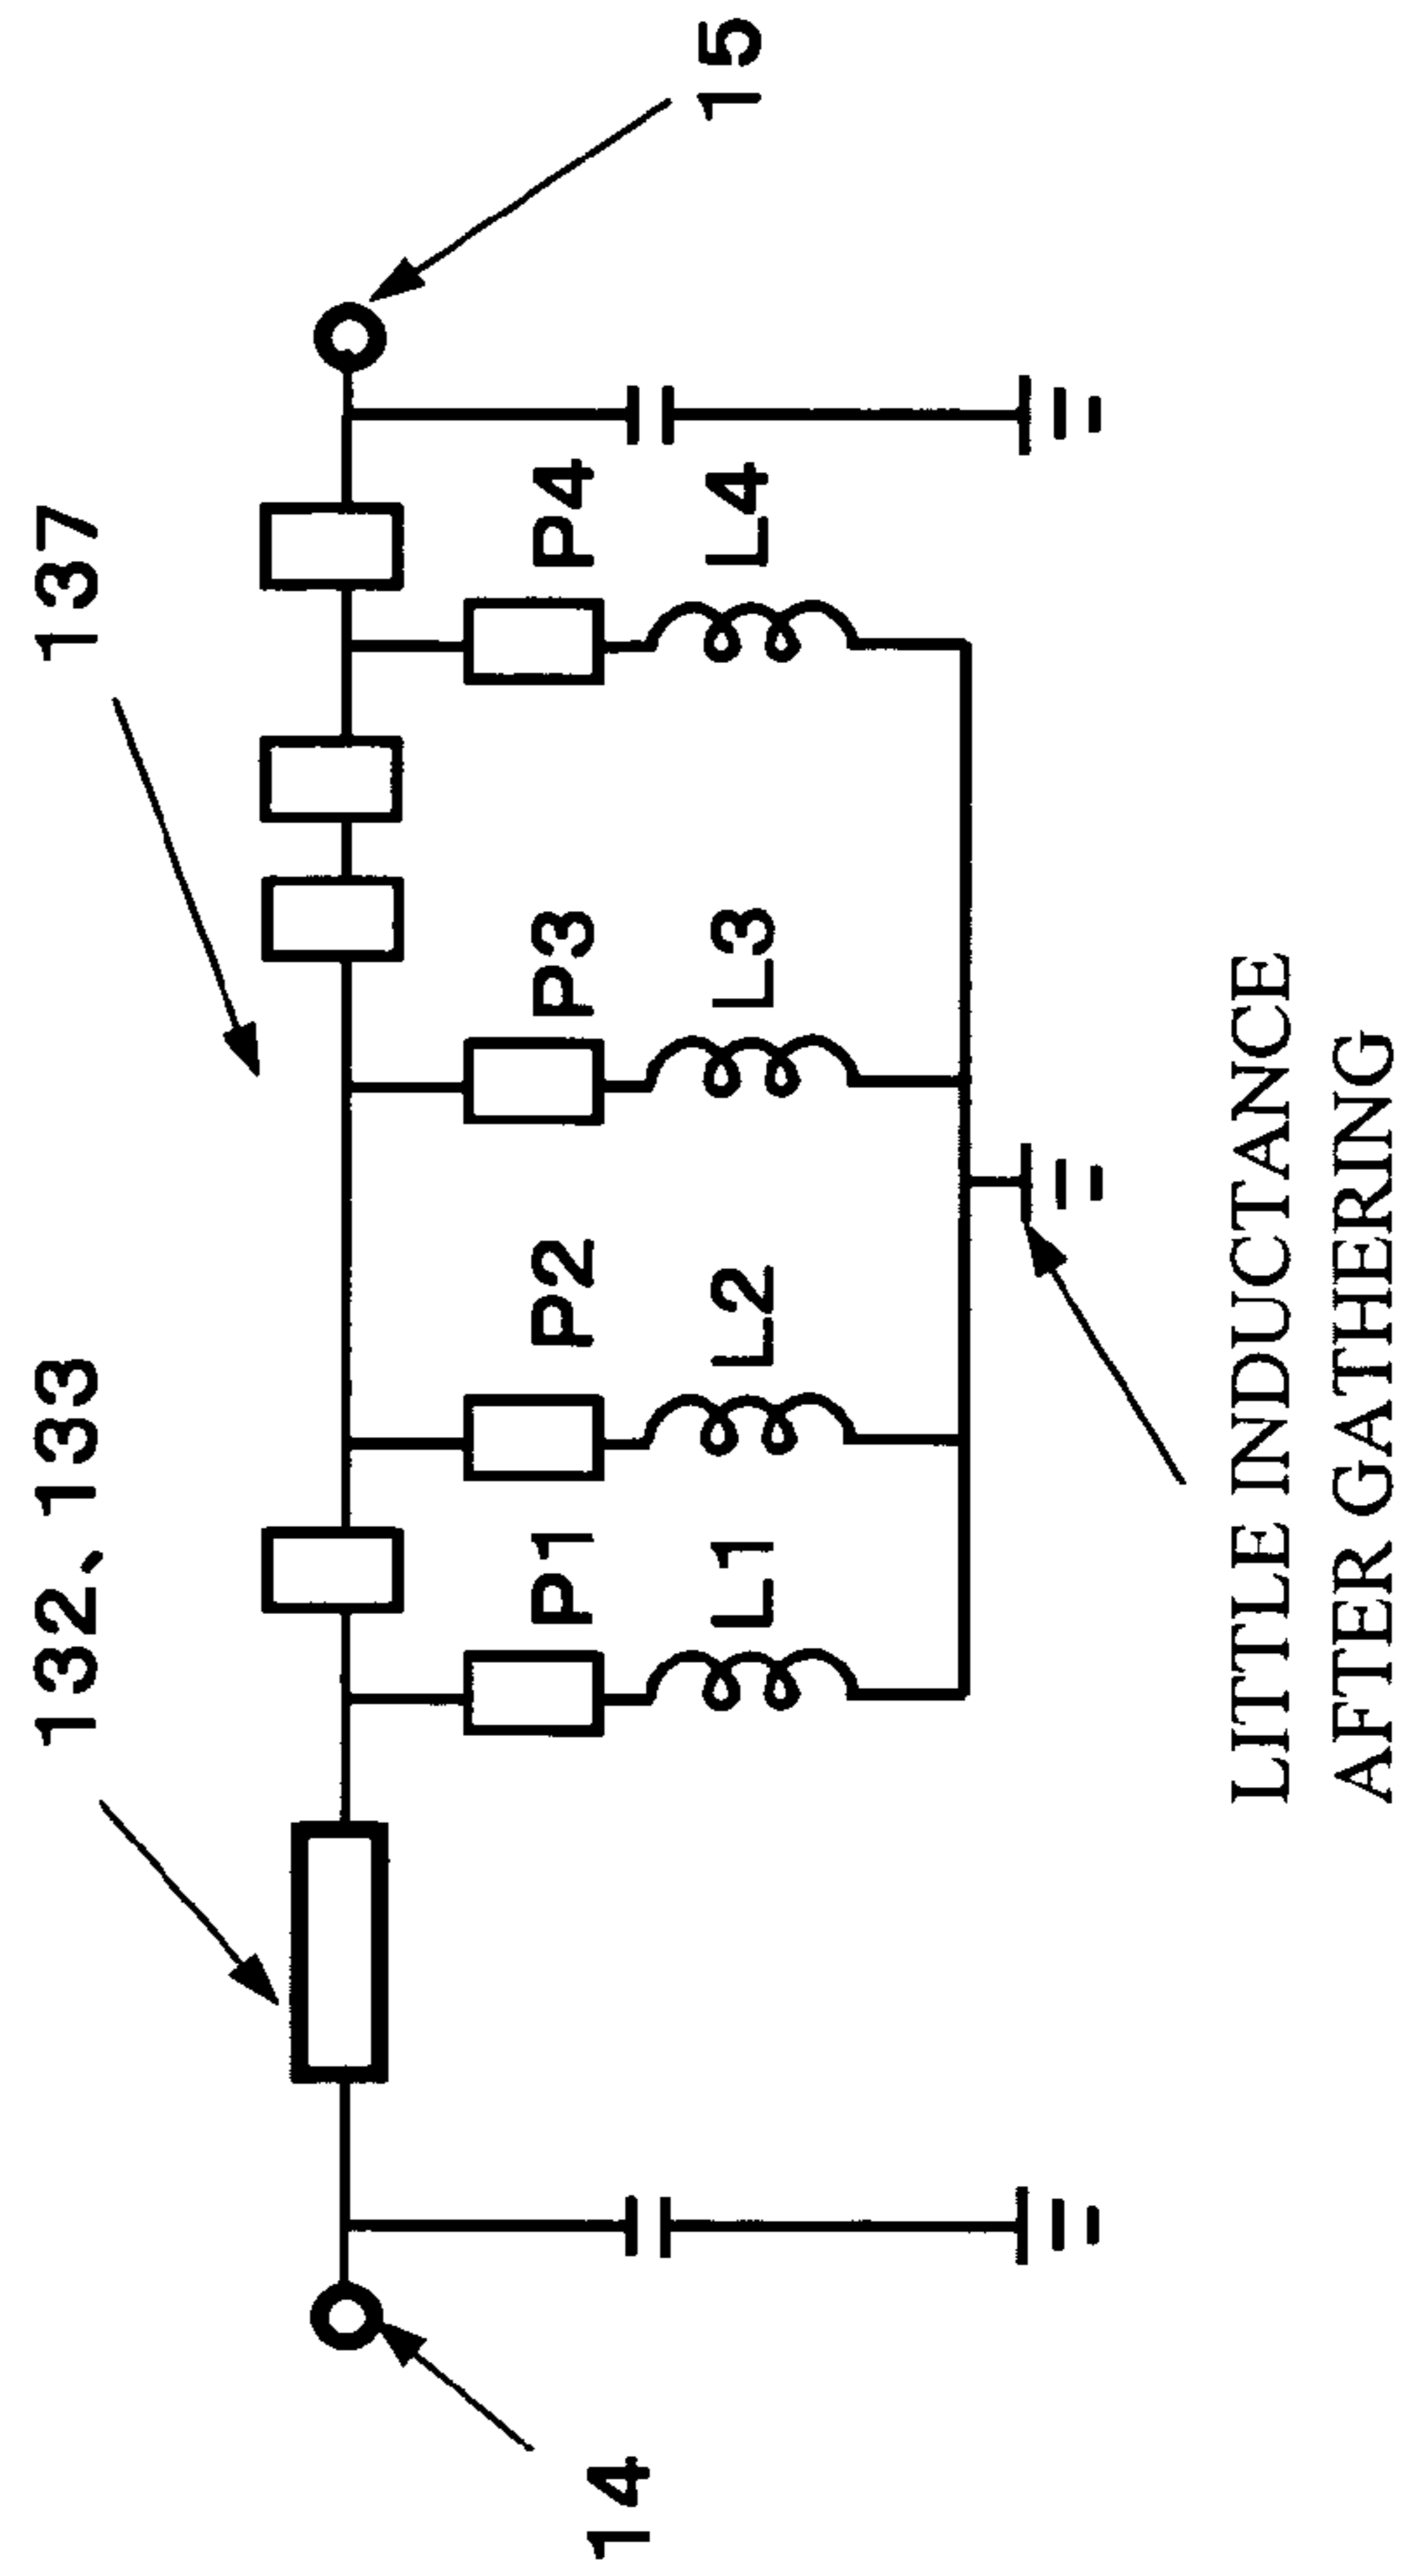 132、133
137
P1
P2
P3
P4
L1
L2
L3
L4
14
15
LITTLE INDUCTANCE
AFTER GATHERING